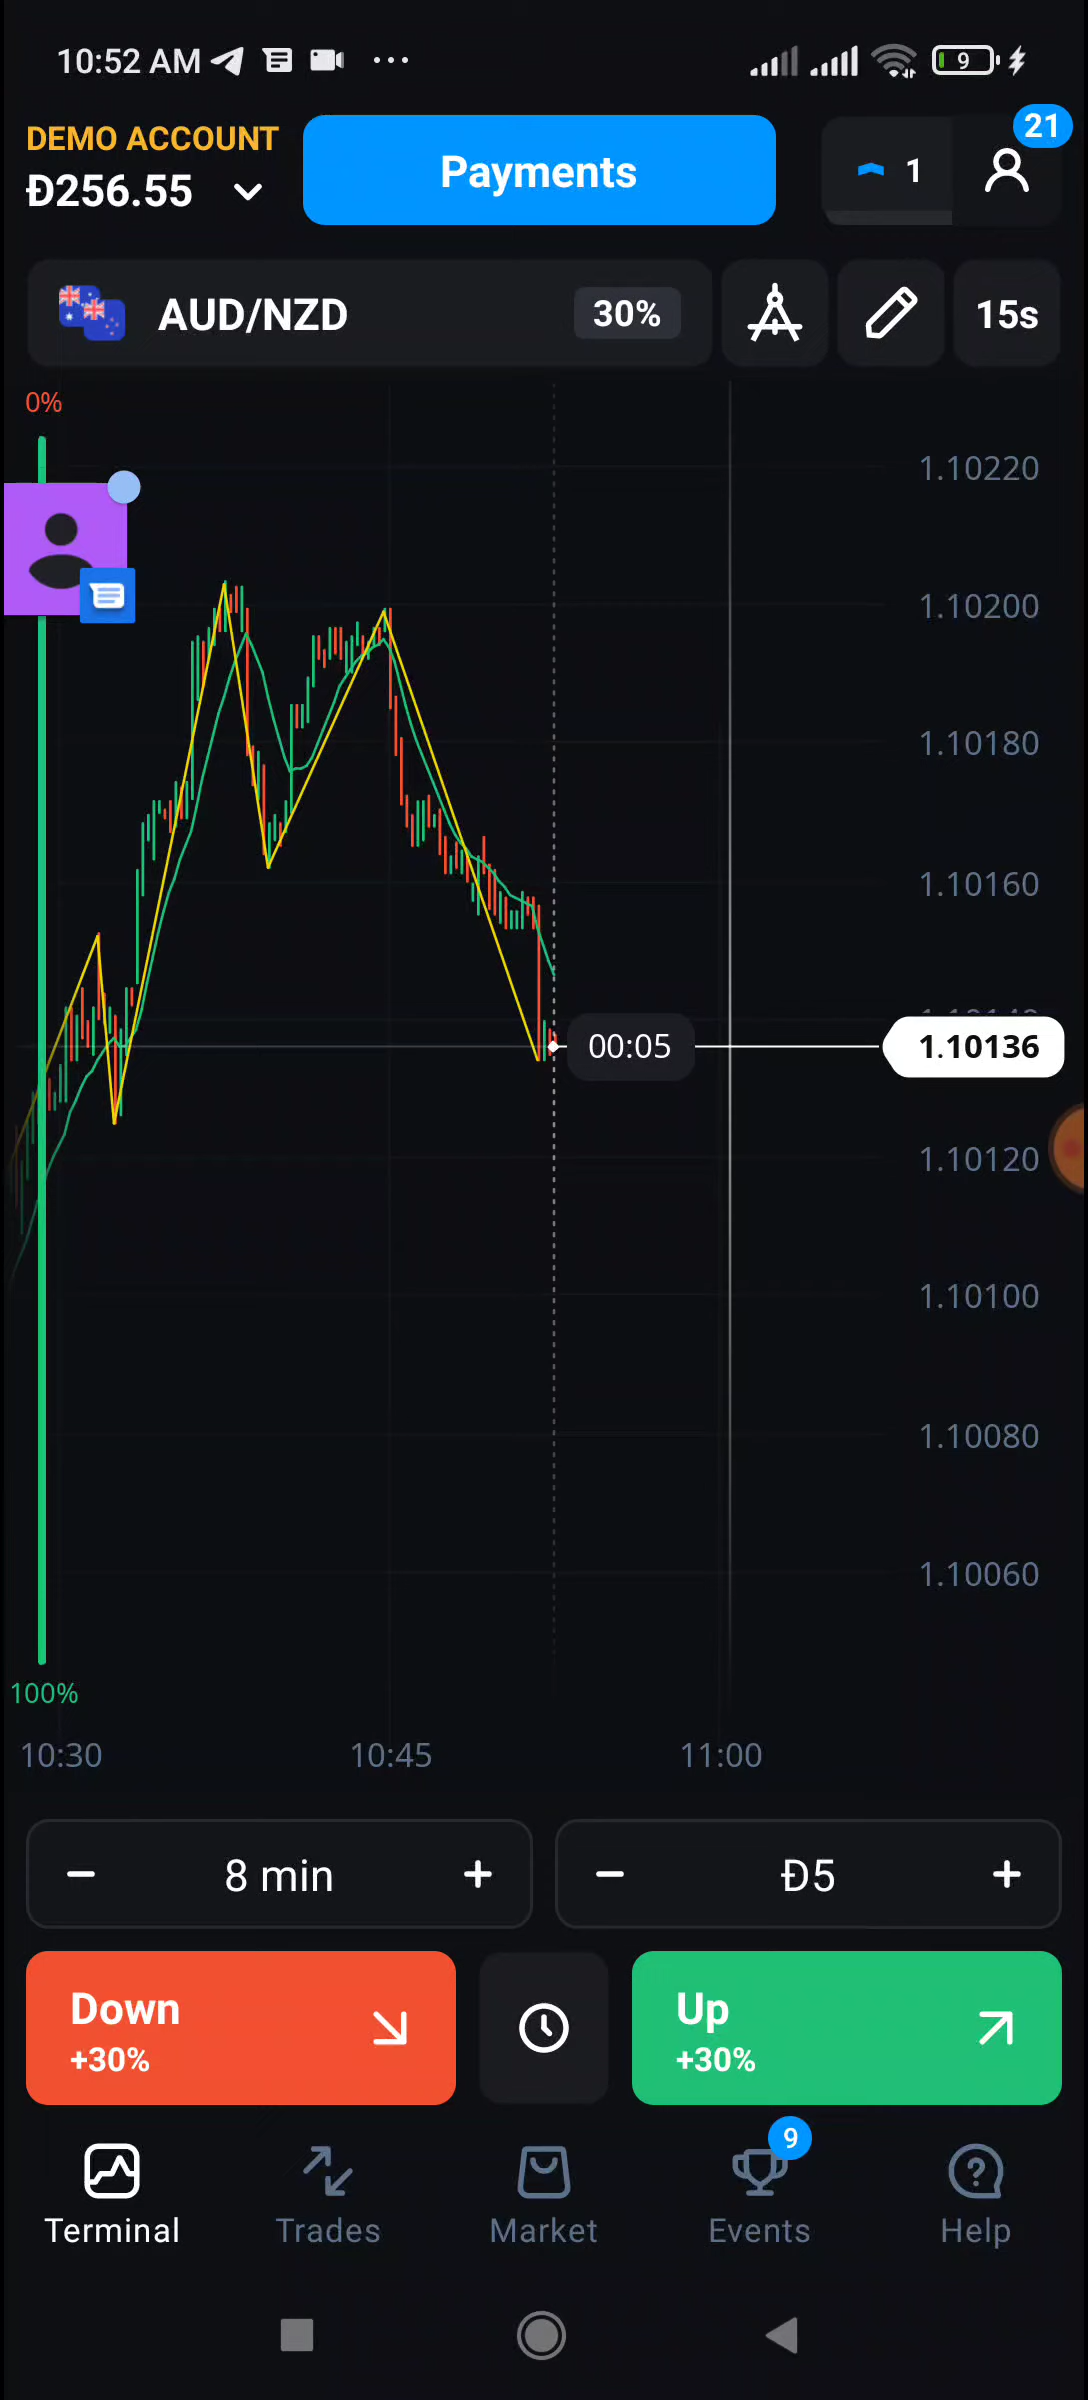 10:52 AM
9
DEMO ACCOUNT
Đ256.55
Payments
1
21
AUD/NZD
30%
15s
0%
1.10220
1.10200
1.10180
1.10160
00:05
1.10136
1.10120
1.10100
1.10080
1.10060
100%
10:30
10:45
11:00
8 min
Đ5
Down
+30%
Up
+30%
9
Terminal
Trades
Market
Events
Help